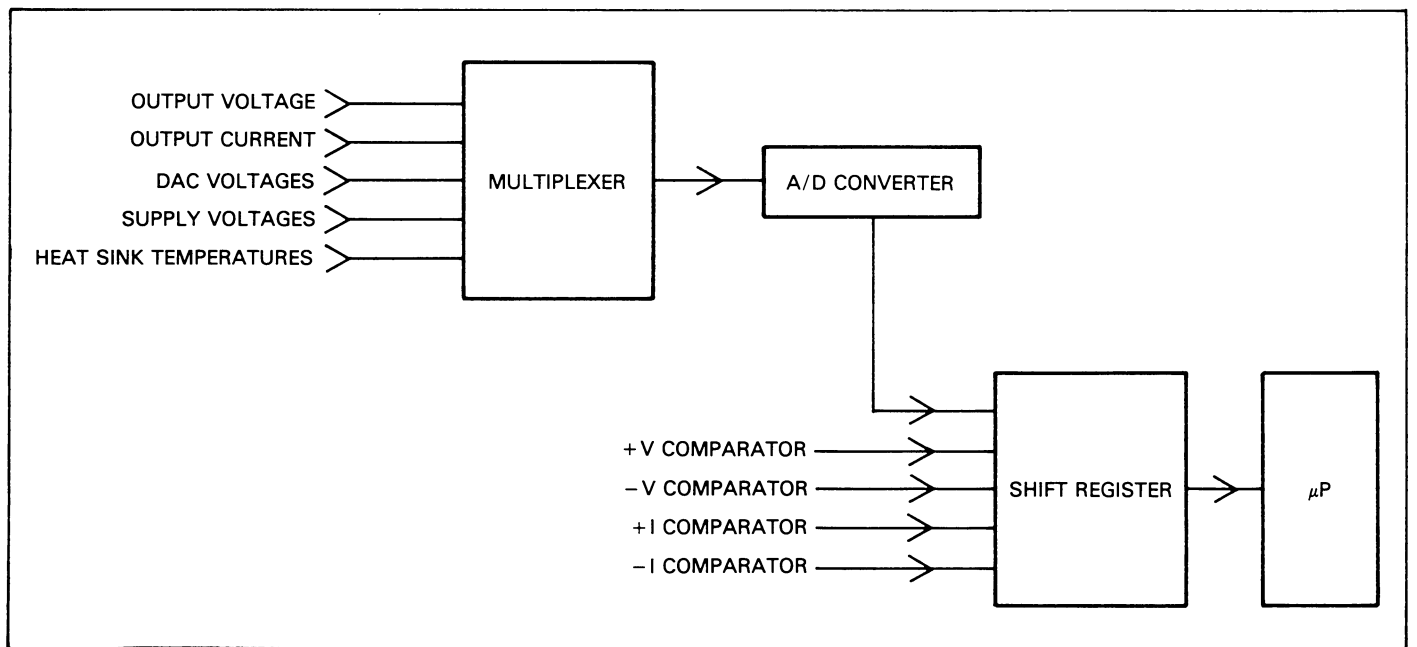 OUTPUT VOLTAGE
OUTPUT CURRENT
DAC VOLTAGES
SUPPLY VOLTAGES
HEAT SINK TEMPERATURES
MULTIPLEXER
A/D CONVERTER
+V COMPARATOR
−V COMPARATOR
+I COMPARATOR
−I COMPARATOR
SHIFT REGISTER
μP